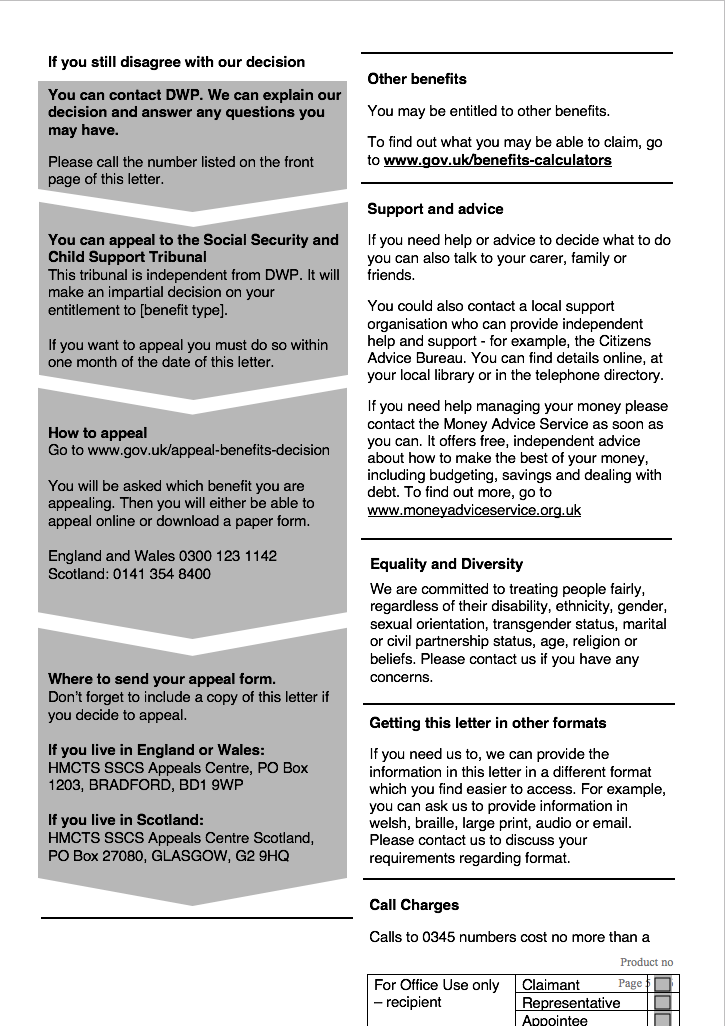 If you still disagree with our decision
You can contact DWP. We can explain our
decision and answer any questions you
may have.
Please call the number listed on the front
page of this letter.
You can appeal to the Social Security and
Child Support Tribunal
This tribunal is independent from DWP. It will
make an impartial decision on your
entitlement to [benefit type].
If you want to appeal you must do so within
one month of the date of this letter.
How to appeal
Go to www.gov.uk/appeal-benefits-decision
You will be asked which benefit you are
appealing. Then you will either be able to
appeal online or download a paper form.
England and Wales 0300 123 1142
Scotland: 0141 354 8400
Where to send your appeal form.
Don’t forget to include a copy of this letter if
you decide to appeal.
If you live in England or Wales:
HMCTS SSCS Appeals Centre, PO Box
1203, BRADFORD, BD1 9WP
If you live in Scotland:
HMCTS SSCS Appeals Centre Scotland,
PO Box 27080, GLASGOW, G2 9HQ
Other benefits
You may be entitled to other benefits.
To find out what you may be able to claim, go
to www.gov.uk/benefits-calculators
Support and advice
If you need help or advice to decide what to do
you can also talk to your carer, family or
friends.
You could also contact a local support
organisation who can provide independent
help and support - for example, the Citizens
Advice Bureau. You can find details online, at
your local library or in the telephone directory.
If you need help managing your money please
contact the Money Advice Service as soon as
you can. It offers free, independent advice
about how to make the best of your money,
including budgeting, savings and dealing with
debt. To find out more, go to
www.moneyadviceservice.org.uk
Equality and Diversity
We are committed to treating people fairly,
regardless of their disability, ethnicity, gender,
sexual orientation, transgender status, marital
or civil partnership status, age, religion or
beliefs. Please contact us if you have any
concerns.
Getting this letter in other formats
If you need us to, we can provide the
information in this letter in a different format
which you find easier to access. For example,
you can ask us to provide information in
welsh, braille, large print, audio or email.
Please contact us to discuss your
requirements regarding format.
Call Charges
Calls to 0345 numbers cost no more than a
Product no
Page 5
For Office Use only
– recipient
Claimant
Representative
Appointee